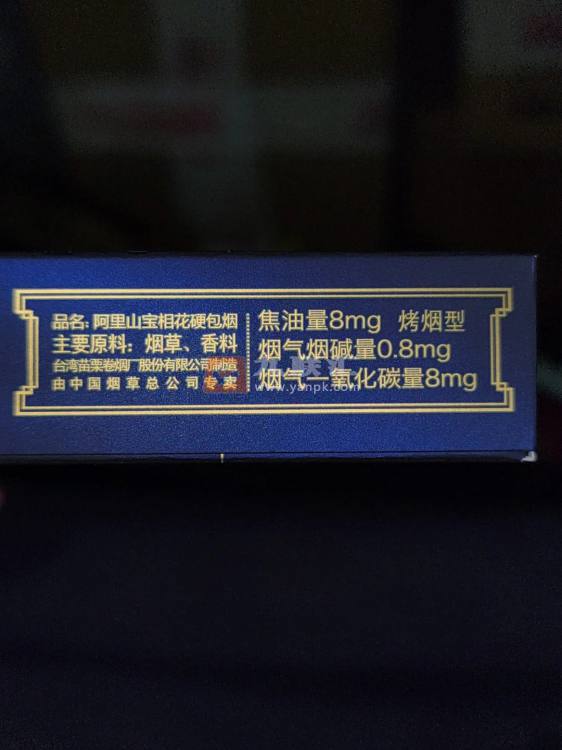 品名：阿里山宝相花硬包烟
主要原料：烟草、香料
台湾苗栗卷烟厂股份有限公司制造
由中国烟草总公司专卖
焦油量8mg 烤烟型
烟气烟碱量0.8mg
烟气一氧化碳量8mg
www.yanpk.com